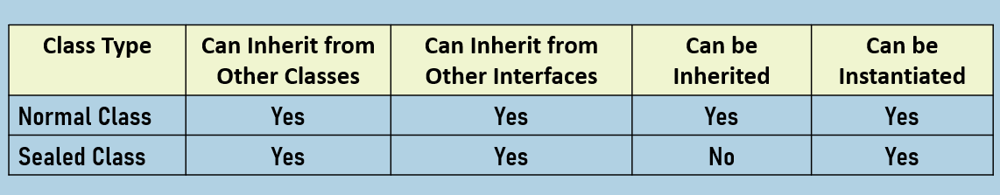 Class Type
Can Inherit from
Other Classes
Can Inherit from
Other Interfaces
Can be
Inherited
Can be
Instantiated
Normal Class Yes Yes Yes Yes
Sealed Class Yes Yes No Yes